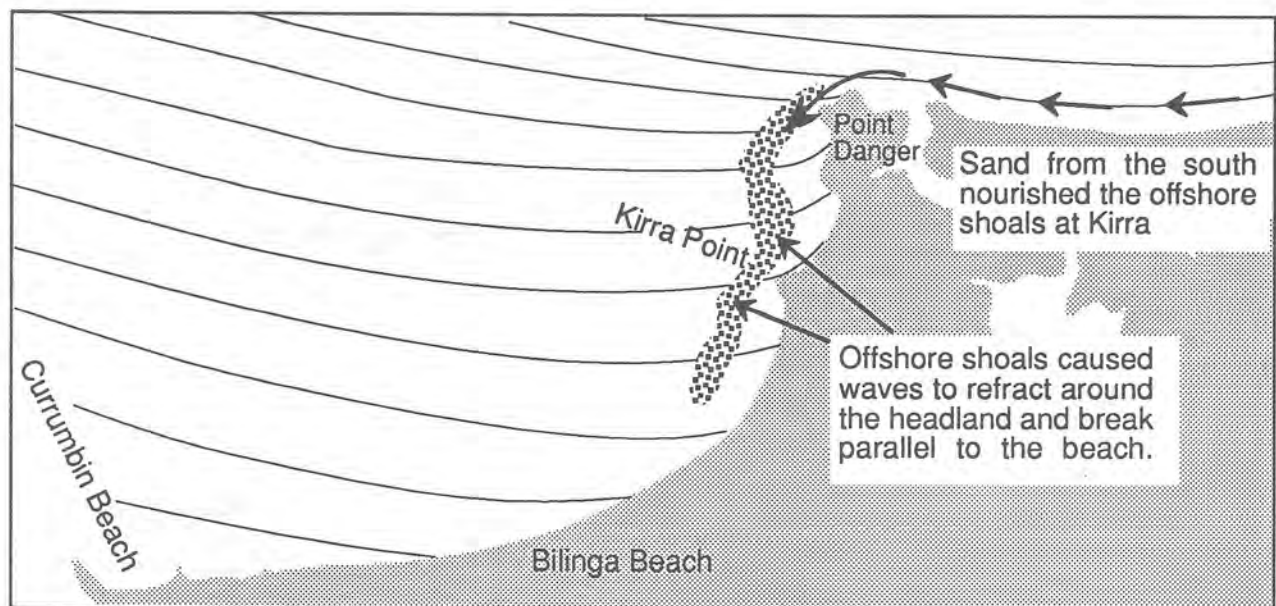 Point
Danger
Sand from the south
nourished the offshore
shoals at Kirra
Kirra Point
Offshore shoals caused
waves to refract around
the headland and break
parallel to the beach.
Currumbin Beach
Bilinga Beach